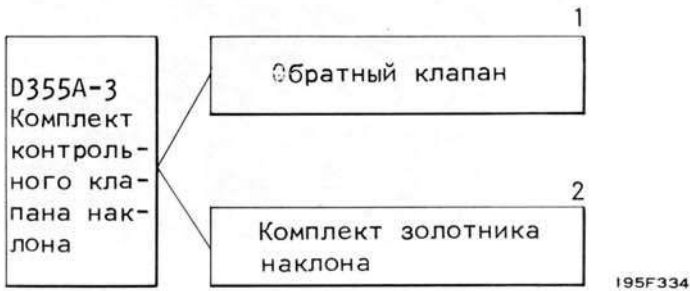 D355A-3
Комплект
контроль-
ного кла-
пана нак-
лона
1
Обратный клапан
2
Комплект золотника
наклона
195F334